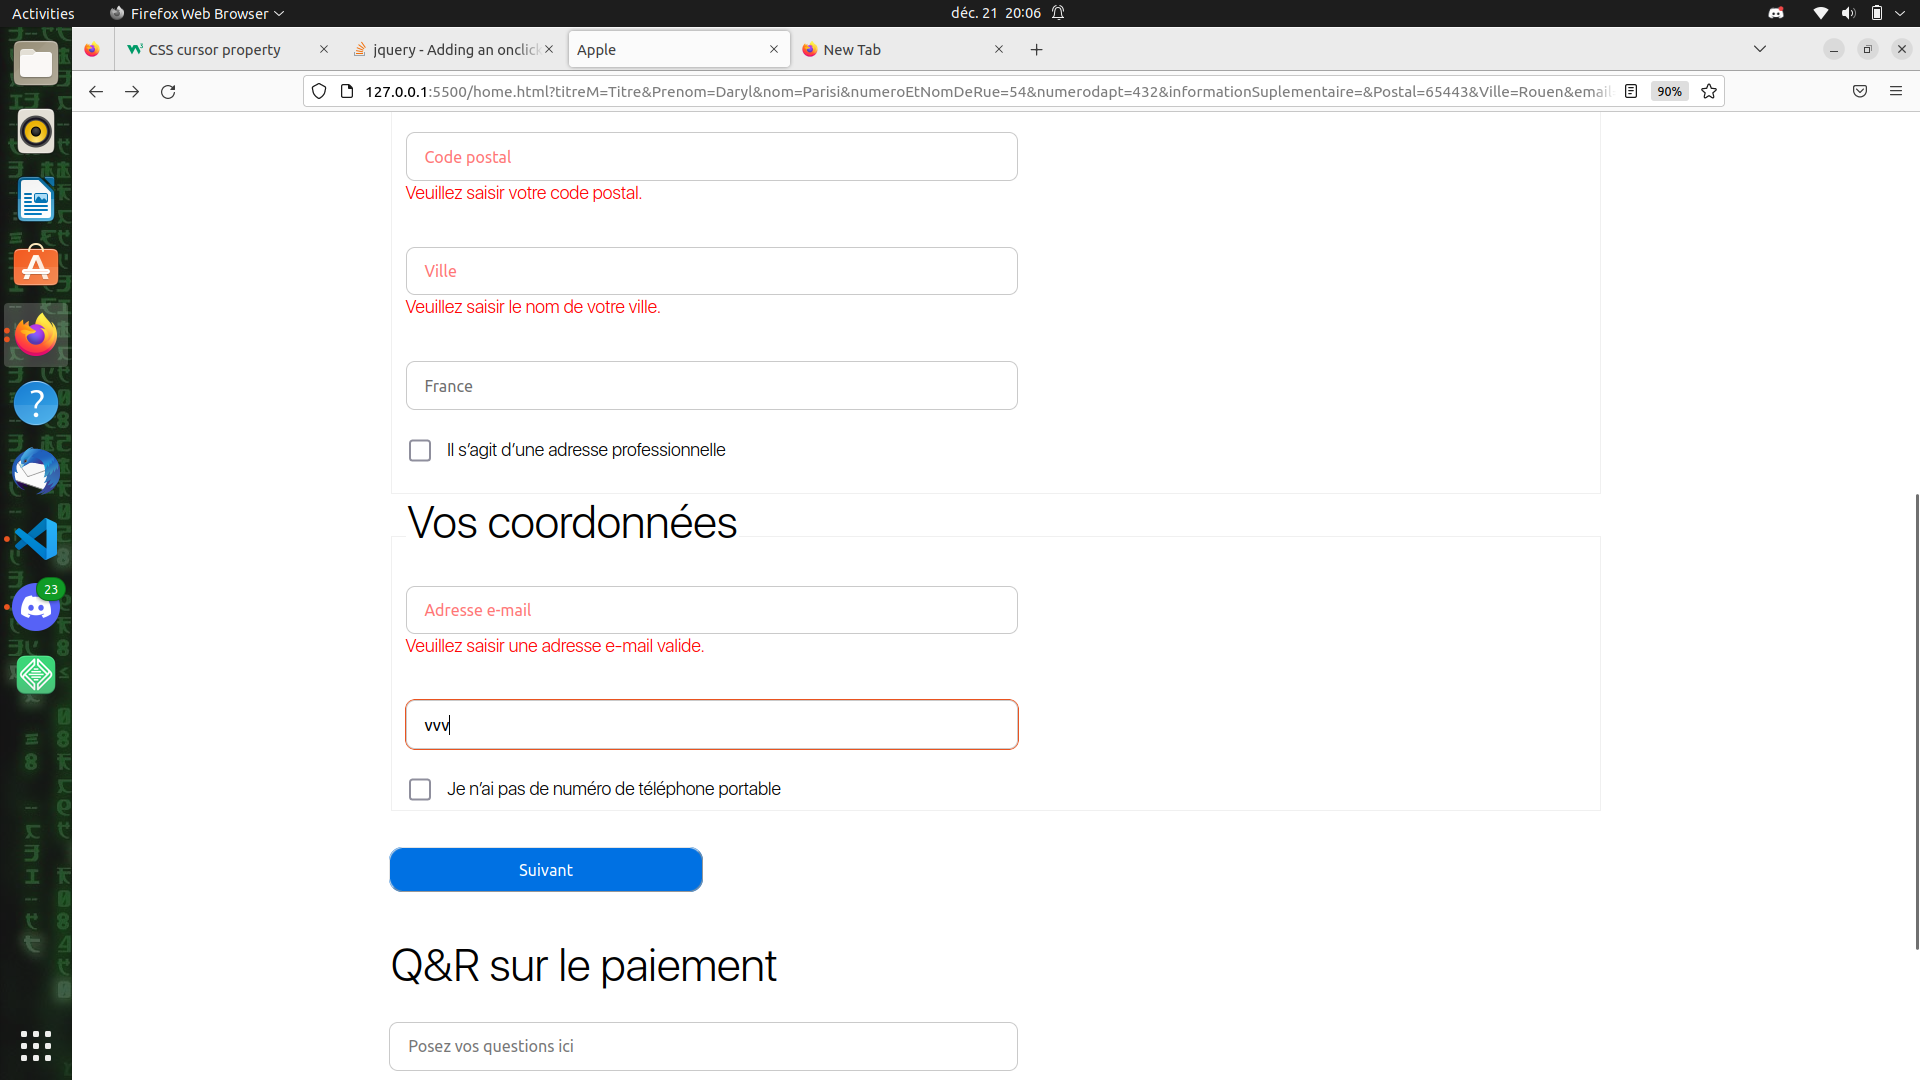 Activities
Firefox Web Browser
déc. 21 20:06
CSS cursor property
jquery - Adding an onclick
Apple
New Tab
127.0.0.1:5500/home.html?titreM=Titre&Prenom=Daryl&nom=Parisi&numeroEtNomDeRue=54&numerodapt=432&informationSuplementaire=&Postal=65443&Ville=Rouen&email
90%
Code postal
Veuillez saisir votre code postal.
Ville
Veuillez saisir le nom de votre ville.
France
Il s’agit d’une adresse professionnelle
Vos coordonnées
Adresse e-mail
Veuillez saisir une adresse e-mail valide.
vvv
Je n’ai pas de numéro de téléphone portable
Suivant
Q&R sur le paiement
Posez vos questions ici
23